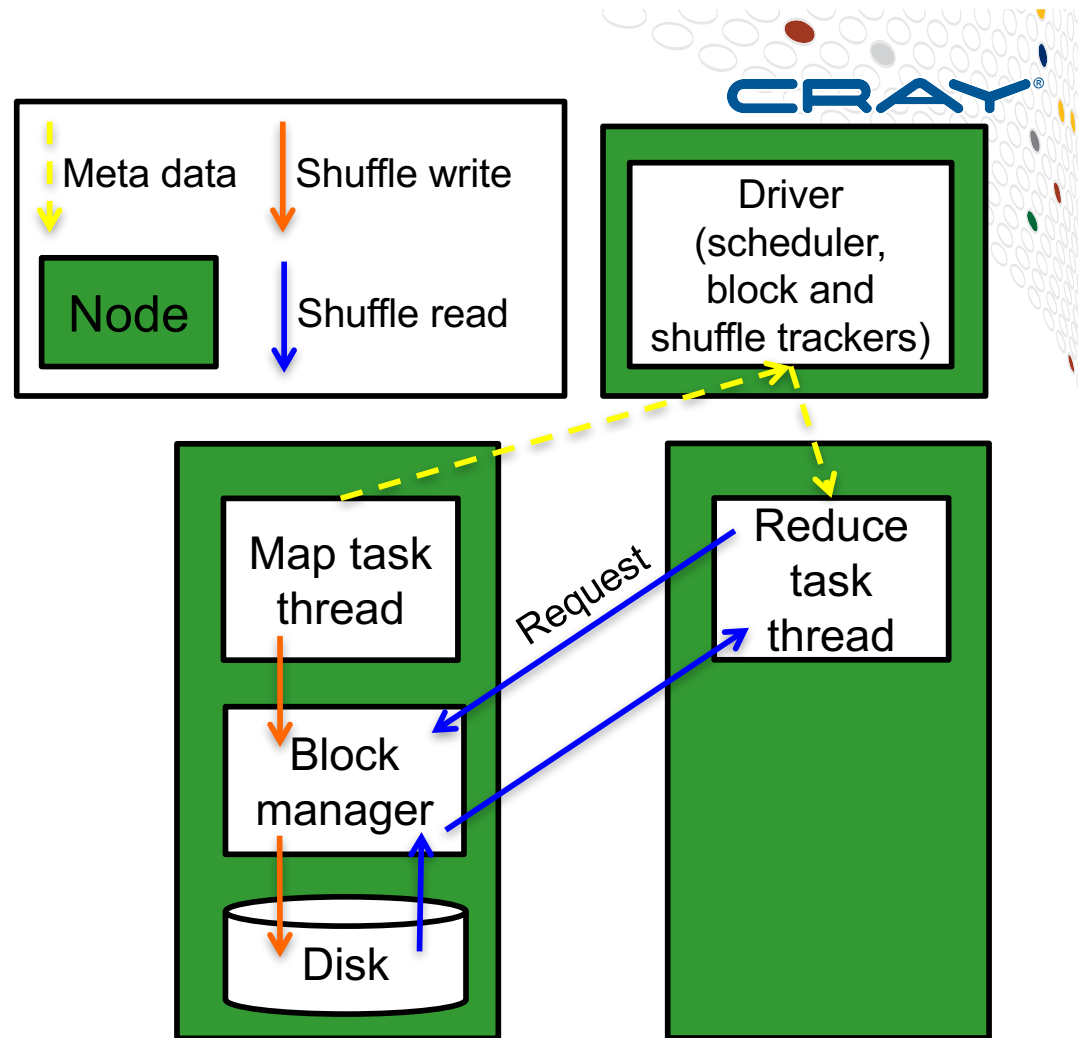 CRAY®
Meta data
Shuffle write
Node
Shuffle read
Driver
(scheduler,
block and
shuffle trackers)
Map task
thread
Request
Reduce
task
thread
Block
manager
Disk